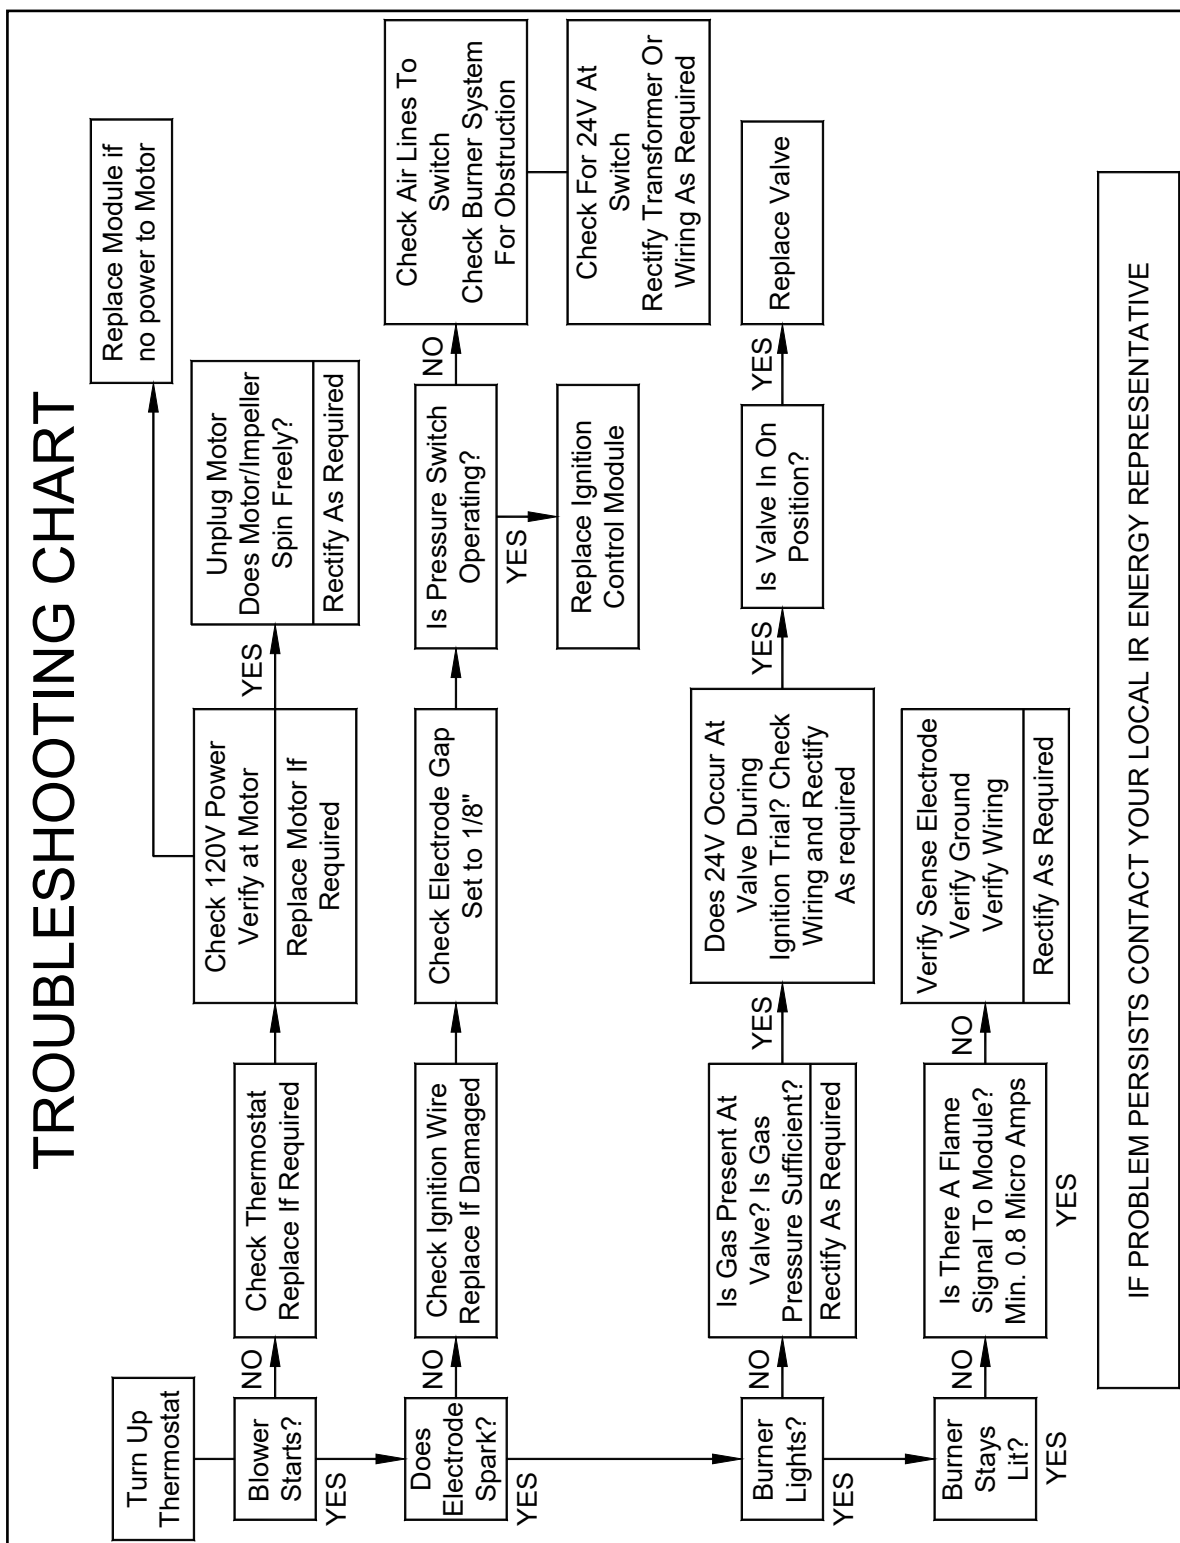 TROUBLESHOOTING CHART
Turn Up
Thermostat
Blower
Starts?
NO
YES
Check Thermostat
Replace If Required
Check 120V Power
Verify at Motor
Replace Motor If
Required
YES
Unplug Motor
Does Motor/Impeller
Spin Freely?
Rectify As Required
Replace Module if
no power to Motor
Does
Electrode
Spark?
NO
YES
Check Ignition Wire
Replace If Damaged
Check Electrode Gap
Set to 1/8"
Is Pressure Switch
Operating?
NO
YES
Check Air Lines To
Switch
Check Burner System
For Obstruction
Check For 24V At
Switch
Rectify Transformer Or
Wiring As Required
Replace Ignition
Control Module
Burner
Lights?
NO
YES
Is Gas Present At
Valve? Is Gas
Pressure Sufficient?
Rectify As Required
YES
Does 24V Occur At
Valve During
Ignition Trial? Check
Wiring and Rectify
As required
YES
Is Valve In On
Position?
YES
Replace Valve
Burner
Stays
Lit?
NO
YES
Is There A Flame
Signal To Module?
Min. 0.8 Micro Amps
NO
YES
Verify Sense Electrode
Verify Ground
Verify Wiring
Rectify As Required
IF PROBLEM PERSISTS CONTACT YOUR LOCAL IR ENERGY REPRESENTATIVE